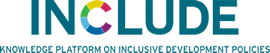 INCLUDE
KNOWLEDGE PLATFORM ON INCLUSIVE DEVELOPMENT POLICIES